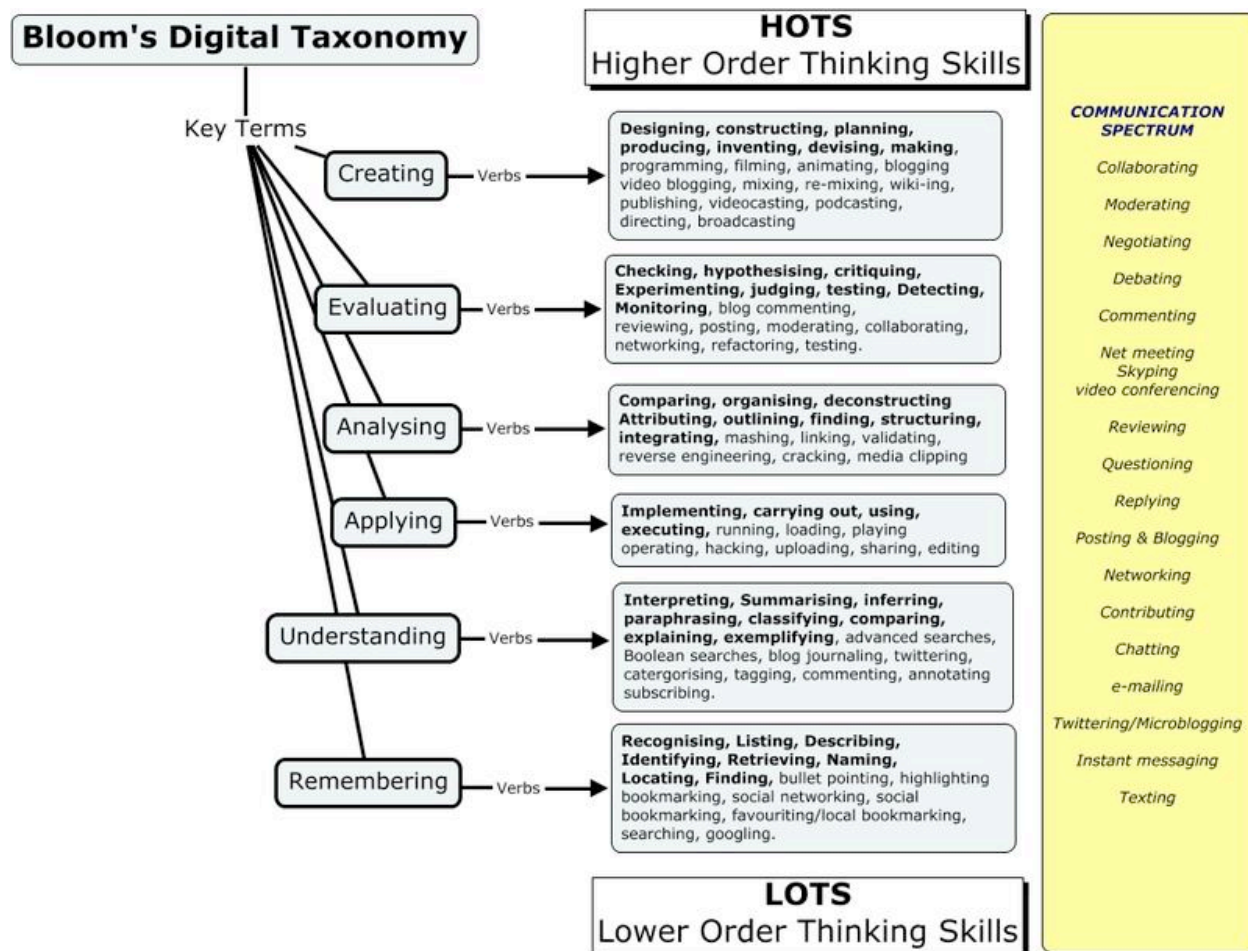 Bloom's Digital Taxonomy
Key Terms
HOTS
Higher Order Thinking Skills
Creating
Verbs
Designing, constructing, planning,
producing, inventing, devising, making,
programming, filming, animating, blogging
video blogging, mixing, re-mixing, wiki-ing,
publishing, videocasting, podcasting,
directing, broadcasting
Evaluating
Verbs
Checking, hypothesising, critiquing,
Experimenting, judging, testing, Detecting,
Monitoring, blog commenting,
reviewing, posting, moderating, collaborating,
networking, refactoring, testing.
Analysing
Verbs
Comparing, organising, deconstructing
Attributing, outlining, finding, structuring,
integrating, mashing, linking, validating,
reverse engineering, cracking, media clipping
Applying
Verbs
Implementing, carrying out, using,
executing, running, loading, playing
operating, hacking, uploading, sharing, editing
Understanding
Verbs
Interpreting, Summarising, inferring,
paraphrasing, classifying, comparing,
explaining, exemplifying, advanced searches,
Boolean searches, blog journaling, twittering,
catergorising, tagging, commenting, annotating
subscribing.
Remembering
Verbs
Recognising, Listing, Describing,
Identifying, Retrieving, Naming,
Locating, Finding, bullet pointing, highlighting
bookmarking, social networking, social
bookmarking, favouriting/local bookmarking,
searching, googling.
LOTS
Lower Order Thinking Skills
COMMUNICATION
SPECTRUM
Collaborating
Moderating
Negotiating
Debating
Commenting
Net meeting
Skyping
video conferencing
Reviewing
Questioning
Replying
Posting & Blogging
Networking
Contributing
Chatting
e-mailing
Twittering/Microblogging
Instant messaging
Texting